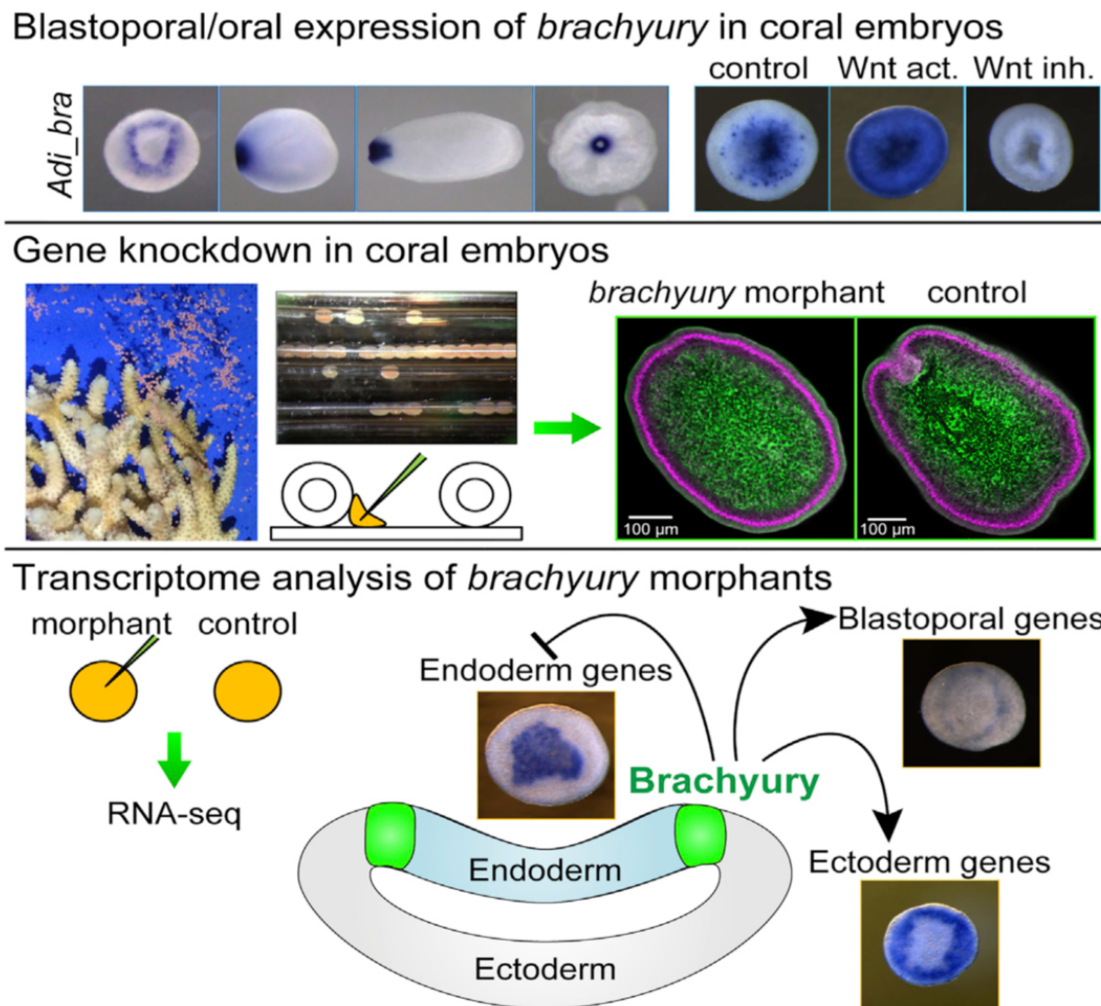 Blastoporal/oral expression of brachyury in coral embryos
control Wnt act. Wnt inh.
Adi_bra
Gene knockdown in coral embryos
brachyury morphant control
100 µm 100 µm
Transcriptome analysis of brachyury morphants
morphant control
RNA-seq
Endoderm genes
Blastoporal genes
Brachyury
Ectoderm genes
Endoderm
Ectoderm